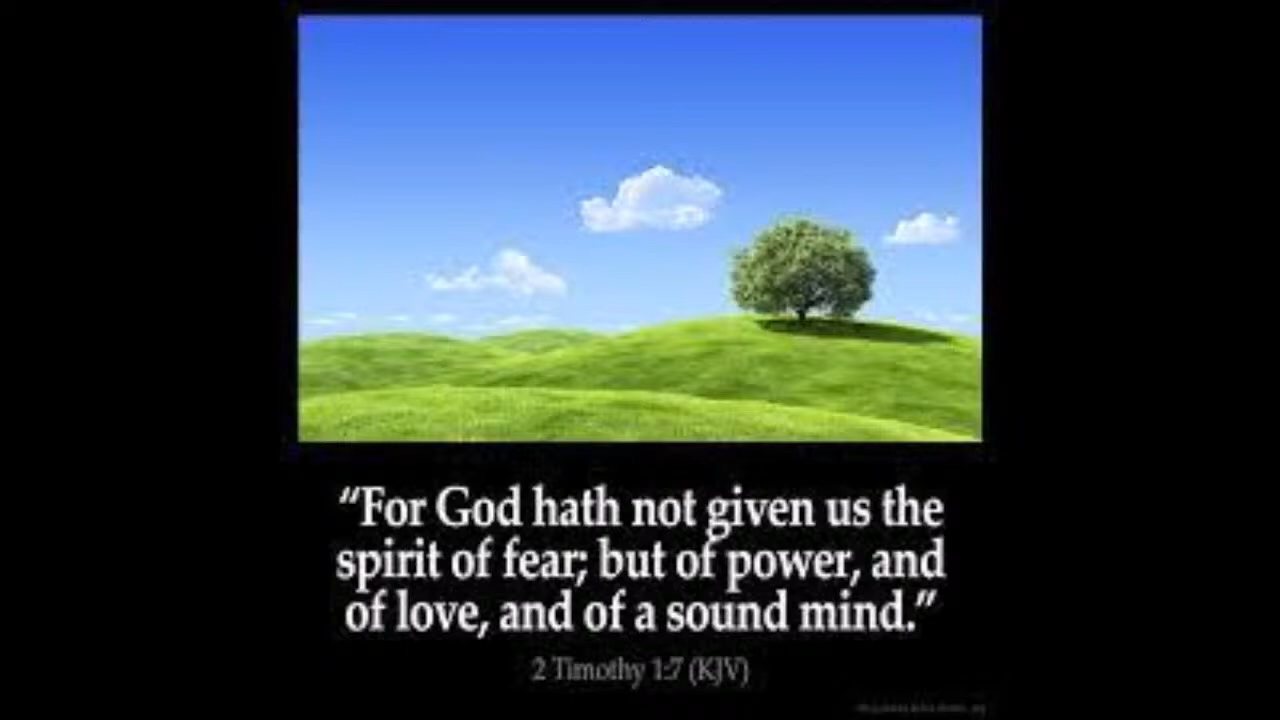 “For God hath not given us the
spirit of fear; but of power, and
of love, and of a sound mind.”
2 Timothy 1:7 (KJV)